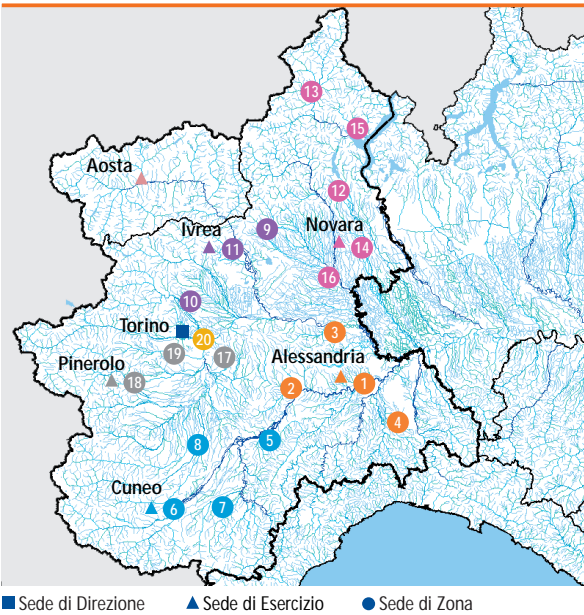 13
15
Aosta
12
Ivrea
9
Novara
11
14
16
10
Torino
3
20
19
17
Pinerolo
Alessandria
18
2
1
4
8
5
Cuneo
6
7
Sede di Direzione
Sede di Esercizio
Sede di Zona